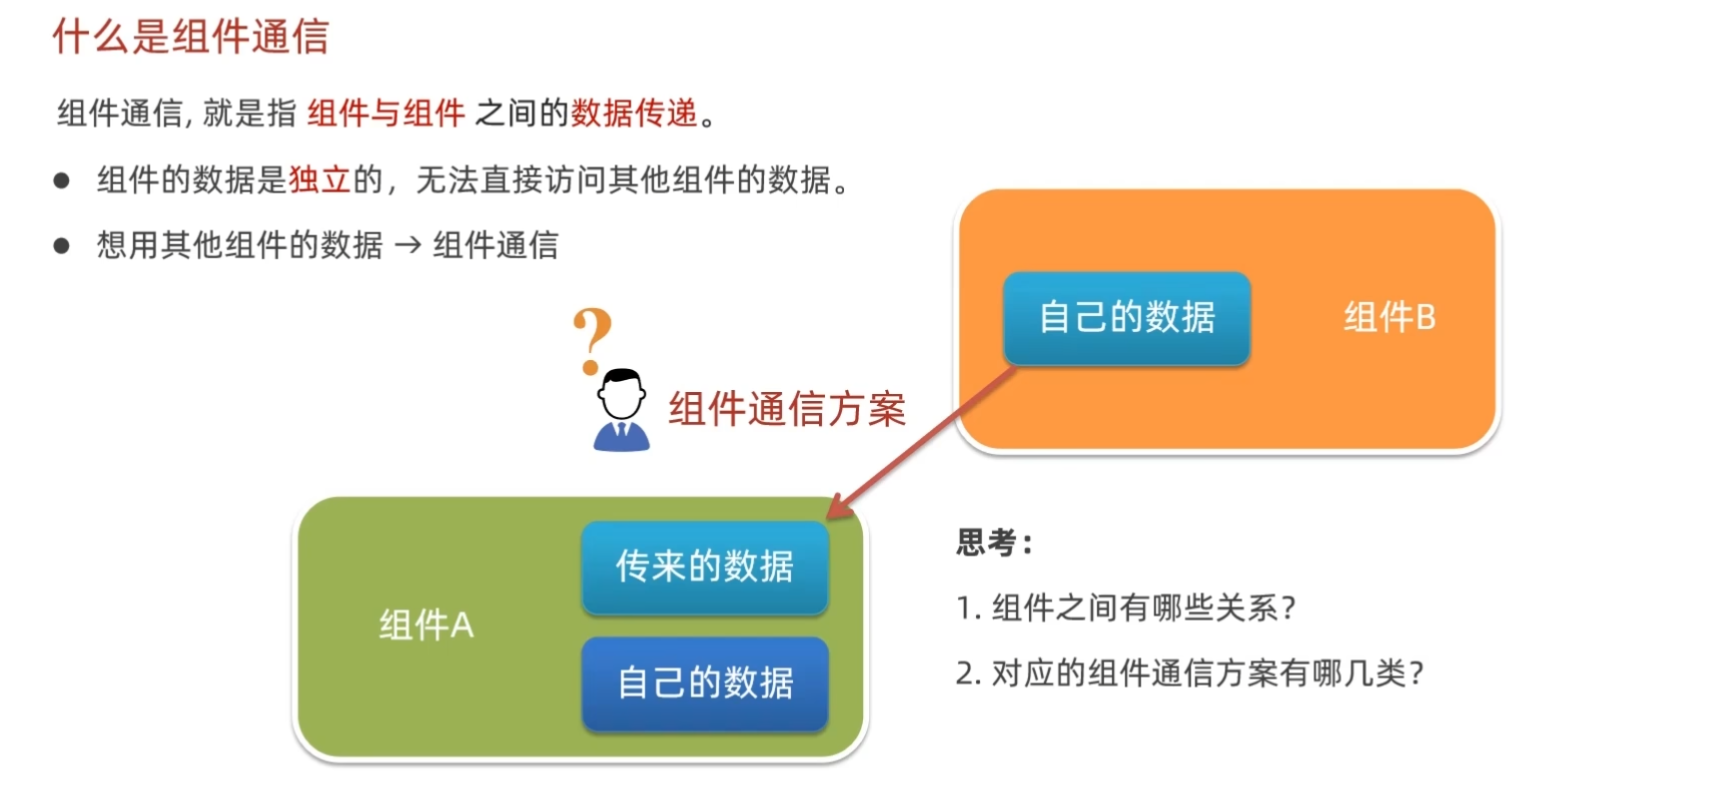 什么是组件通信
组件通信, 就是指 组件与组件 之间的数据传递。
● 组件的数据是独立的，无法直接访问其他组件的数据。
● 想用其他组件的数据 → 组件通信
自己的数据
组件B
?
组件通信方案
传来的数据
组件A
自己的数据
思考：
1. 组件之间有哪些关系？
2. 对应的组件通信方案有哪几类？